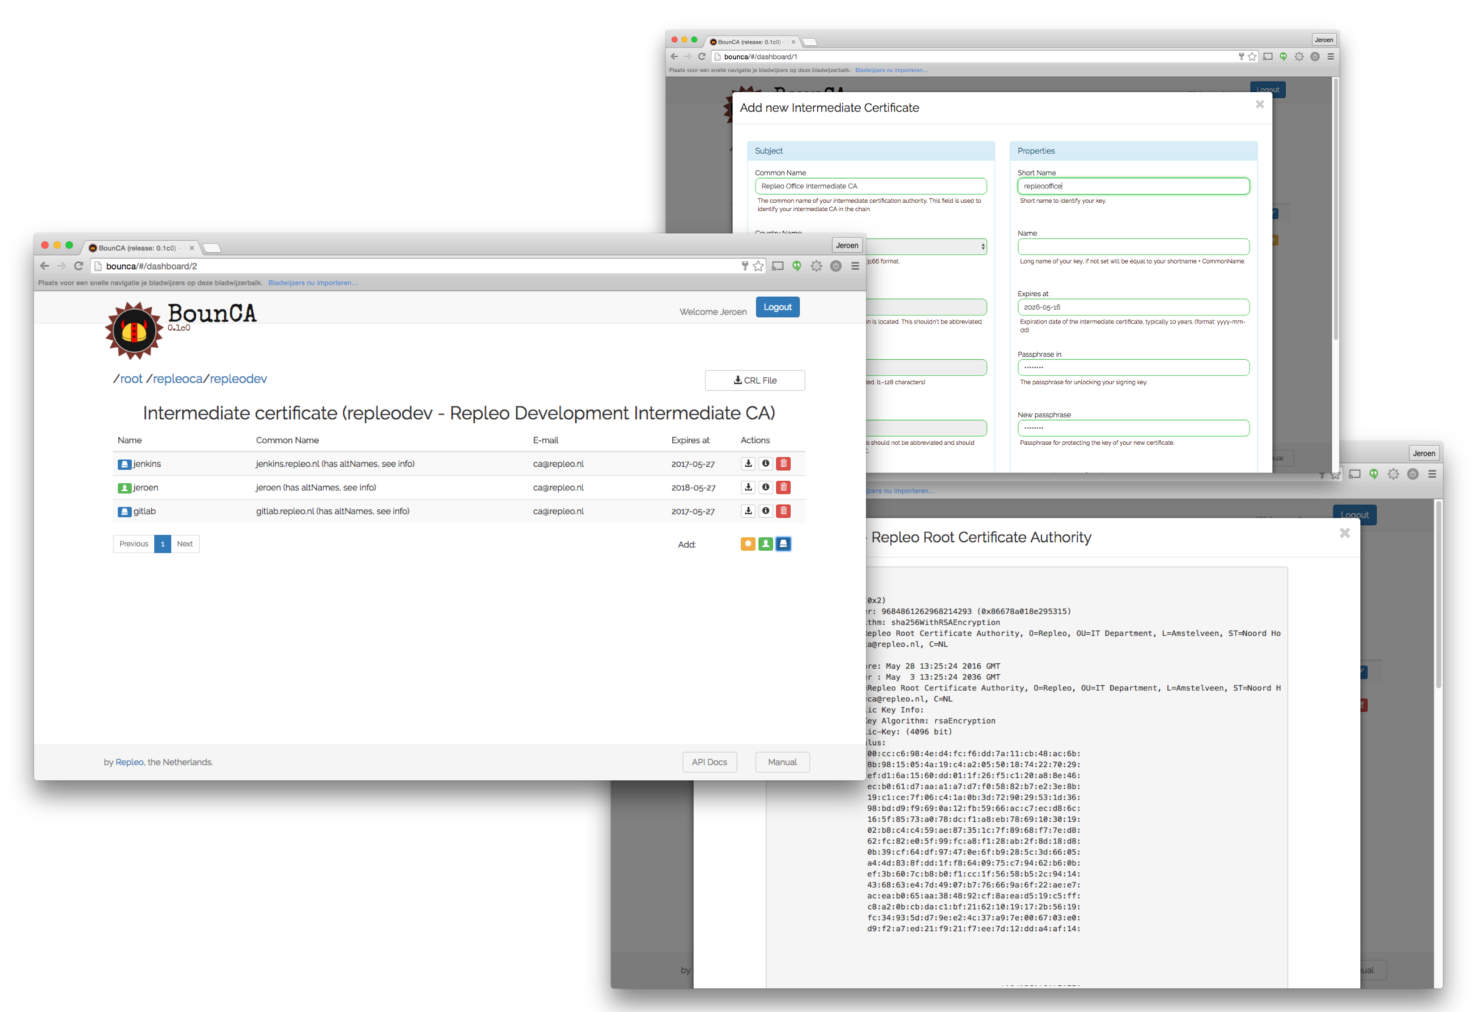 BounCA (release: 0.1c0)
Jeroen
bounca/#/dashboard/1
Plaats voor een snelle navigatie je bladwijzers op deze bladwijzerbalk. Bladwijzers nu importeren...
Logout
Add new Intermediate Certificate
Subject
Common Name
Repleo Office Intermediate CA
The common name of your intermediate certification authority. This field is used to
identify your intermediate CA in the chain
Country Name
3166 format.
n is located. This shouldn't be abbreviated.
ed. (1-128 characters)
s should not be abbreviated and should
Properties
Short Name
repleooffice
Short name to identify your key.
Name
Long name of your key, if not set will be equal to your shortname + CommonName.
Expires at
2026-05-16
Expiration date of the intermediate certificate, typically 10 years. (format: yyyy-mm-
dd)
Passphrase in
········
The passphrase for unlocking your signing key.
New passphrase
········
Passphrase for protecting the key of your new certificate.
ual
BounCA (release: 0.1c0)
Jeroen
bounca/#/dashboard/2
Plaats voor een snelle navigatie je bladwijzers op deze bladwijzerbalk. Bladwijzers nu importeren...
BounCA
0.1c0
Welcome Jeroen
Logout
/root /repleoca/repleodev
CRL File
Intermediate certificate (repleodev - Repleo Development Intermediate CA)
Name Common Name E-mail Expires at Actions
jenkins jenkins.repleo.nl (has altNames, see info) ca@repleo.nl 2017-05-27
jeroen jeroen (has altNames, see info) ca@repleo.nl 2018-05-27
gitlab gitlab.repleo.nl (has altNames, see info) ca@repleo.nl 2017-05-27
Previous 1 Next
Add:
by Repleo, the Netherlands.
API Docs
Manual
Jeroen
zers nu importeren...
Logout
- Repleo Root Certificate Authority
0x2)
r: 9684861262968214293 (0x86678a018e295315)
thm: sha256WithRSAEncryption
epleo Root Certificate Authority, O=Repleo, OU=IT Department, L=Amstelveen, ST=Noord Ho
ca@repleo.nl, C=NL
re: May 28 13:25:24 2016 GMT
r : May  3 13:25:24 2036 GMT
=Repleo Root Certificate Authority, O=Repleo, OU=IT Department, L=Amstelveen, ST=Noord H
ca@repleo.nl, C=NL
ic Key Info:
ey Algorithm: rsaEncryption
ic-Key: (4096 bit)
lus:
00:cc:c6:98:4e:d4:fc:f6:dd:7a:11:cb:48:ac:6b:
8b:98:15:05:4a:19:c4:a2:05:50:18:74:22:70:29:
ef:d1:6a:15:60:dd:01:1f:26:f5:c1:20:a8:8e:46:
ec:b0:61:d7:aa:a1:a7:d7:f0:58:82:b7:e2:3e:8b:
19:c1:ce:7f:06:c4:1a:0b:3d:72:90:29:53:1d:36:
98:bd:d9:f9:69:0a:12:fb:59:66:ac:c7:ec:d8:6c:
16:5f:85:73:a0:78:dc:f1:a8:eb:78:69:10:30:19:
02:b8:c4:c4:59:ae:87:35:1c:7f:89:68:f7:7e:d8:
62:fc:82:e0:5f:99:fc:a8:f1:28:ab:2f:8d:18:d8:
0b:39:cf:64:df:97:47:0e:6f:b9:28:5c:3d:66:05:
a4:4d:83:8f:dd:1f:f8:64:09:75:c7:94:62:b6:0b:
ef:3b:60:7c:b8:b0:f1:cc:1f:56:58:b5:2c:94:14:
43:68:63:e4:7d:49:07:b7:76:66:9a:6f:22:ae:e7:
ac:ea:b0:65:aa:38:48:92:cf:8a:ea:d5:19:c5:ff:
c8:a2:0b:cb:da:c1:bf:21:62:10:19:17:2b:56:19:
fc:34:93:5d:d7:9e:e2:4c:37:a9:7e:00:67:03:e0:
d9:f2:a7:ed:21:f9:21:f7:ee:7d:12:dd:a4:af:14:
by
ual